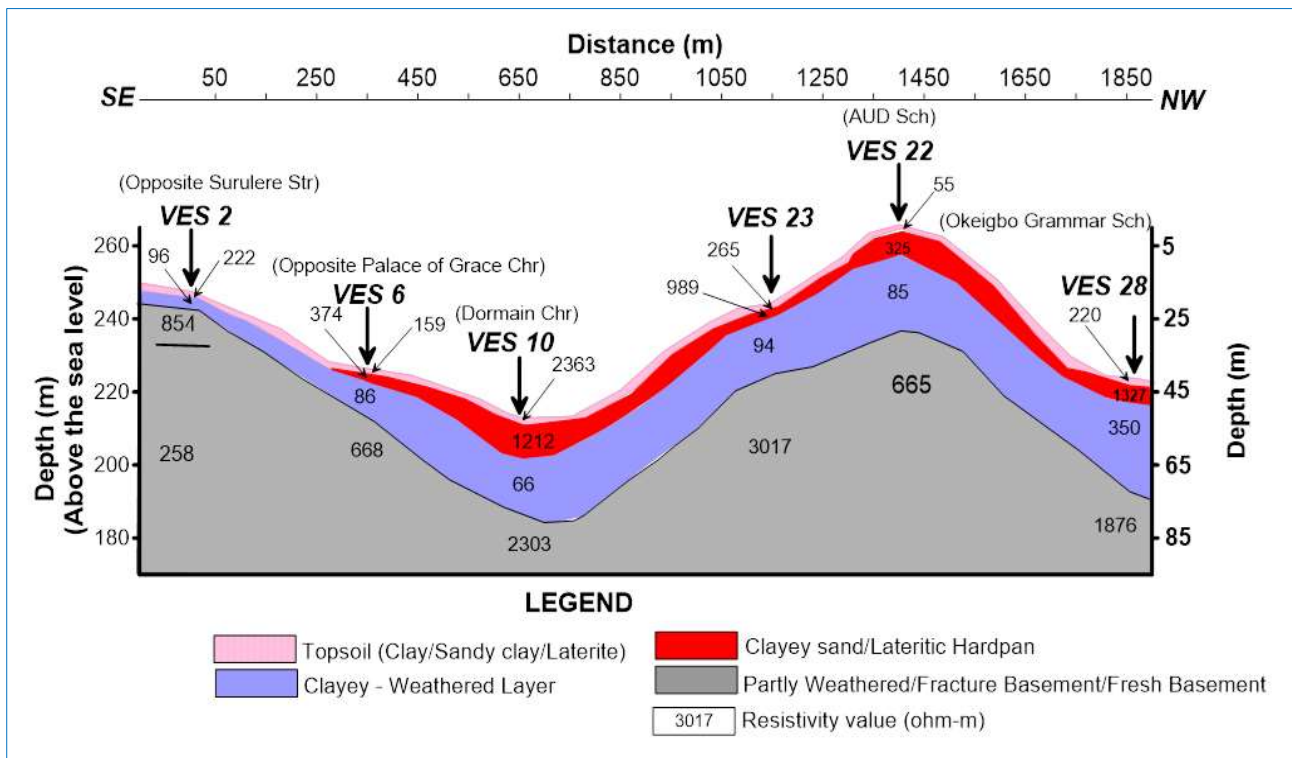 Distance (m)
50 250 450 650 850 1050 1250 1450 1650 1850
SE NW
(AUD Sch)
VES 22
55
(Opposite Surulere Str)
VES 2
VES 23
(Okeigbo Grammar Sch)
96 222
265
(Opposite Palace of Grace Chr)
VES 6
989
VES 28
374 159
(Dormain Chr)
VES 10
220
2363
260
240
220
200
180
5
25
45
65
85
Depth (m)
(Above the sea level)
Depth (m)
325
85
854
94
665
86
1327
1212
350
258
668
3017
66
2303
1876
LEGEND
Topsoil (Clay/Sandy clay/Laterite)
Clayey sand/Lateritic Hardpan
Clayey - Weathered Layer
Partly Weathered/Fracture Basement/Fresh Basement
3017 Resistivity value (ohm-m)